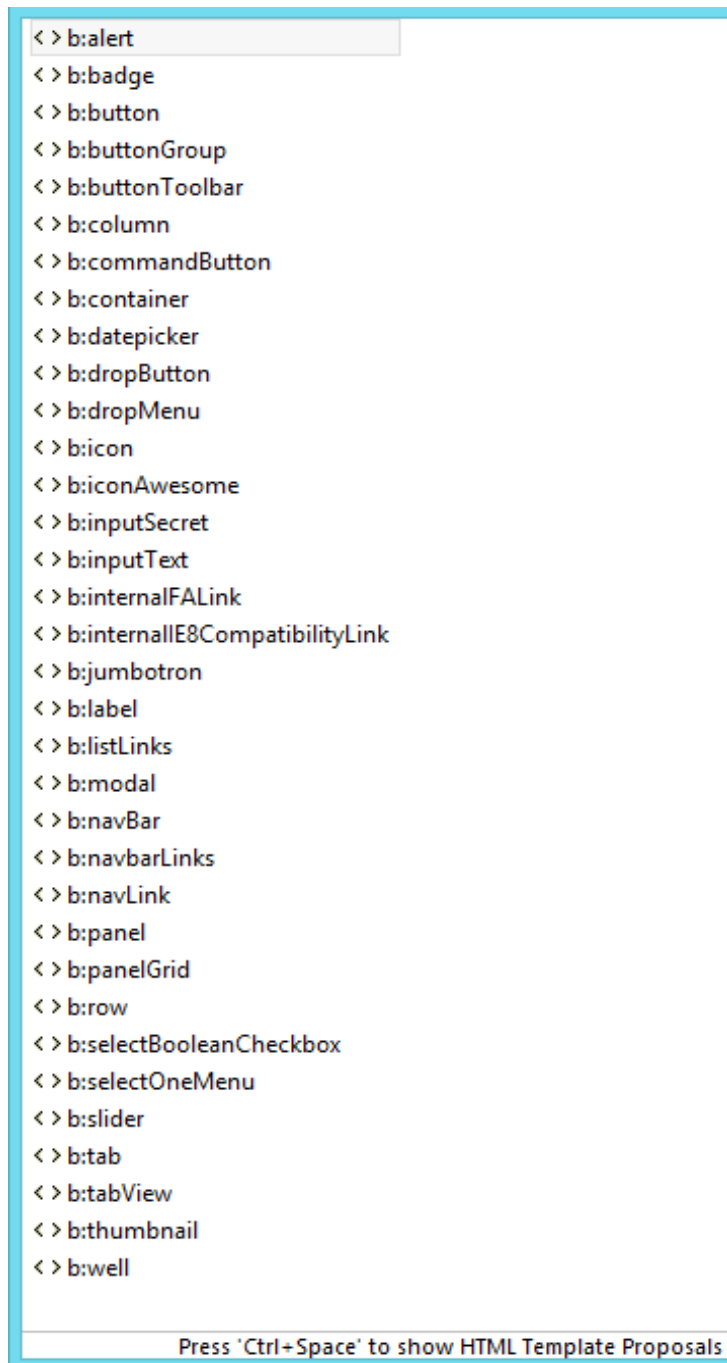 < > b:alert
< > b:badge
< > b:button
< > b:buttonGroup
< > b:buttonToolbar
< > b:column
< > b:commandButton
< > b:container
< > b:datepicker
< > b:dropButton
< > b:dropMenu
< > b:icon
< > b:iconAwesome
< > b:inputSecret
< > b:inputText
< > b:internalFALink
< > b:internalIE8CompatibilityLink
< > b:jumbotron
< > b:label
< > b:listLinks
< > b:modal
< > b:navBar
< > b:navbarLinks
< > b:navLink
< > b:panel
< > b:panelGrid
< > b:row
< > b:selectBooleanCheckbox
< > b:selectOneMenu
< > b:slider
< > b:tab
< > b:tabView
< > b:thumbnail
< > b:well
Press 'Ctrl+Space' to show HTML Template Proposals